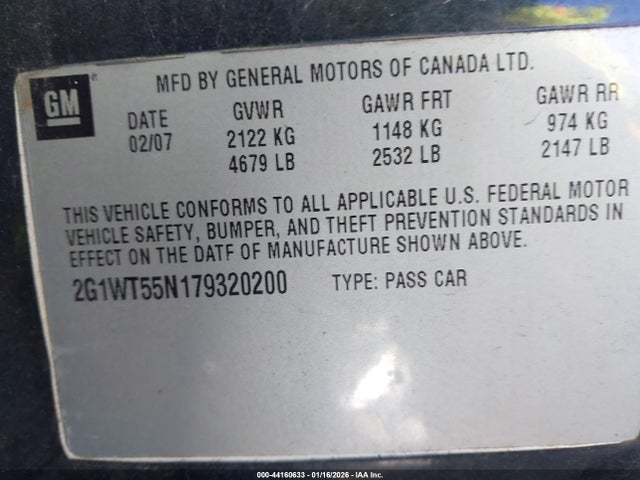 GM
MFD BY GENERAL MOTORS OF CANADA LTD.
DATE GVWR GAWR FRT GAWR RR
02/07 2122 KG 1148 KG 974 KG
4679 LB 2532 LB 2147 LB
THIS VEHICLE CONFORMS TO ALL APPLICABLE U.S. FEDERAL MOTOR
VEHICLE SAFETY, BUMPER, AND THEFT PREVENTION STANDARDS IN
EFFECT ON THE DATE OF MANUFACTURE SHOWN ABOVE.
2G1WT55N179320200 TYPE: PASS CAR
000-44160633 - 01/16/2026 - IAA Inc.